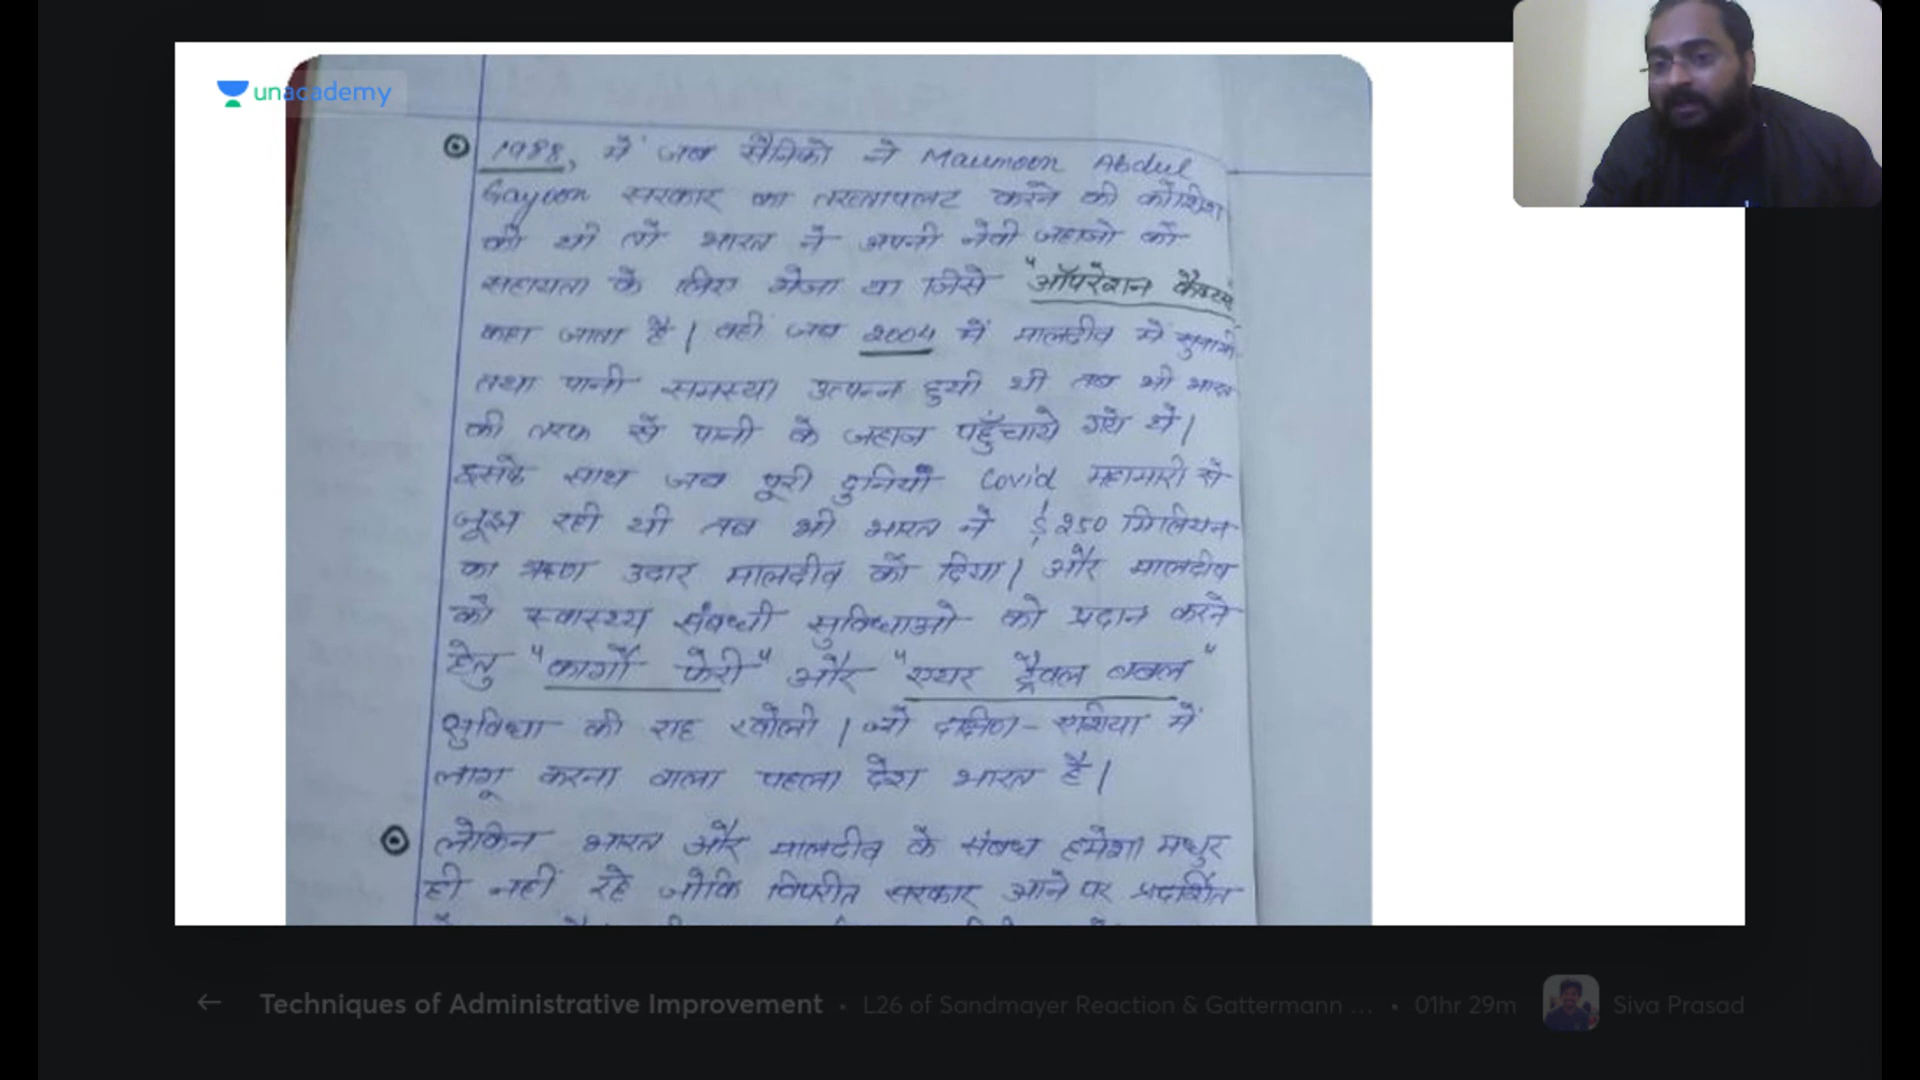 unacademy
1988, में जब सैनिको ने Maumoon Abdul
Gayoom सरकार का तख्तापलट करने की कोशिश
की थी तो भारत ने अपनी नेवी जहाजो को
सहायता के लिए भेजा था जिसे "ऑपरेशन कैक्टस"
कहा जाता है। वही जब 2004 में मालदीव में सुनामी
तथा पानी समस्या उत्पन्न हुयी थी तब भी भारत
की तरफ से पानी के जहाज पहुँचाये गये थे।
इसके साथ जब पूरी दुनियाँ Covid महामारी से
जूझ रही थी तब भी भारत ने $250 मिलियन
का ऋण उदार मालदीव को दिया। और मालदीव
को स्वास्थ्य संबधी सुविधाओ को प्रदान करने
हेतु "कार्गो फेरी" और "एयर ट्रैवल बबल"
सुविधा की राह खोली। जो दक्षिण-एशिया में
लागू करना वाला पहला देश भारत है।
लेकिन भारत और मालदीव के संबध हमेशा मधुर
ही नहीं रहे जोकि विपरीत सरकार आने पर प्रदर्शित
← Techniques of Administrative Improvement • L26 of Sandmayer Reaction & Gattermann ... • 01hr 29m Siva Prasad